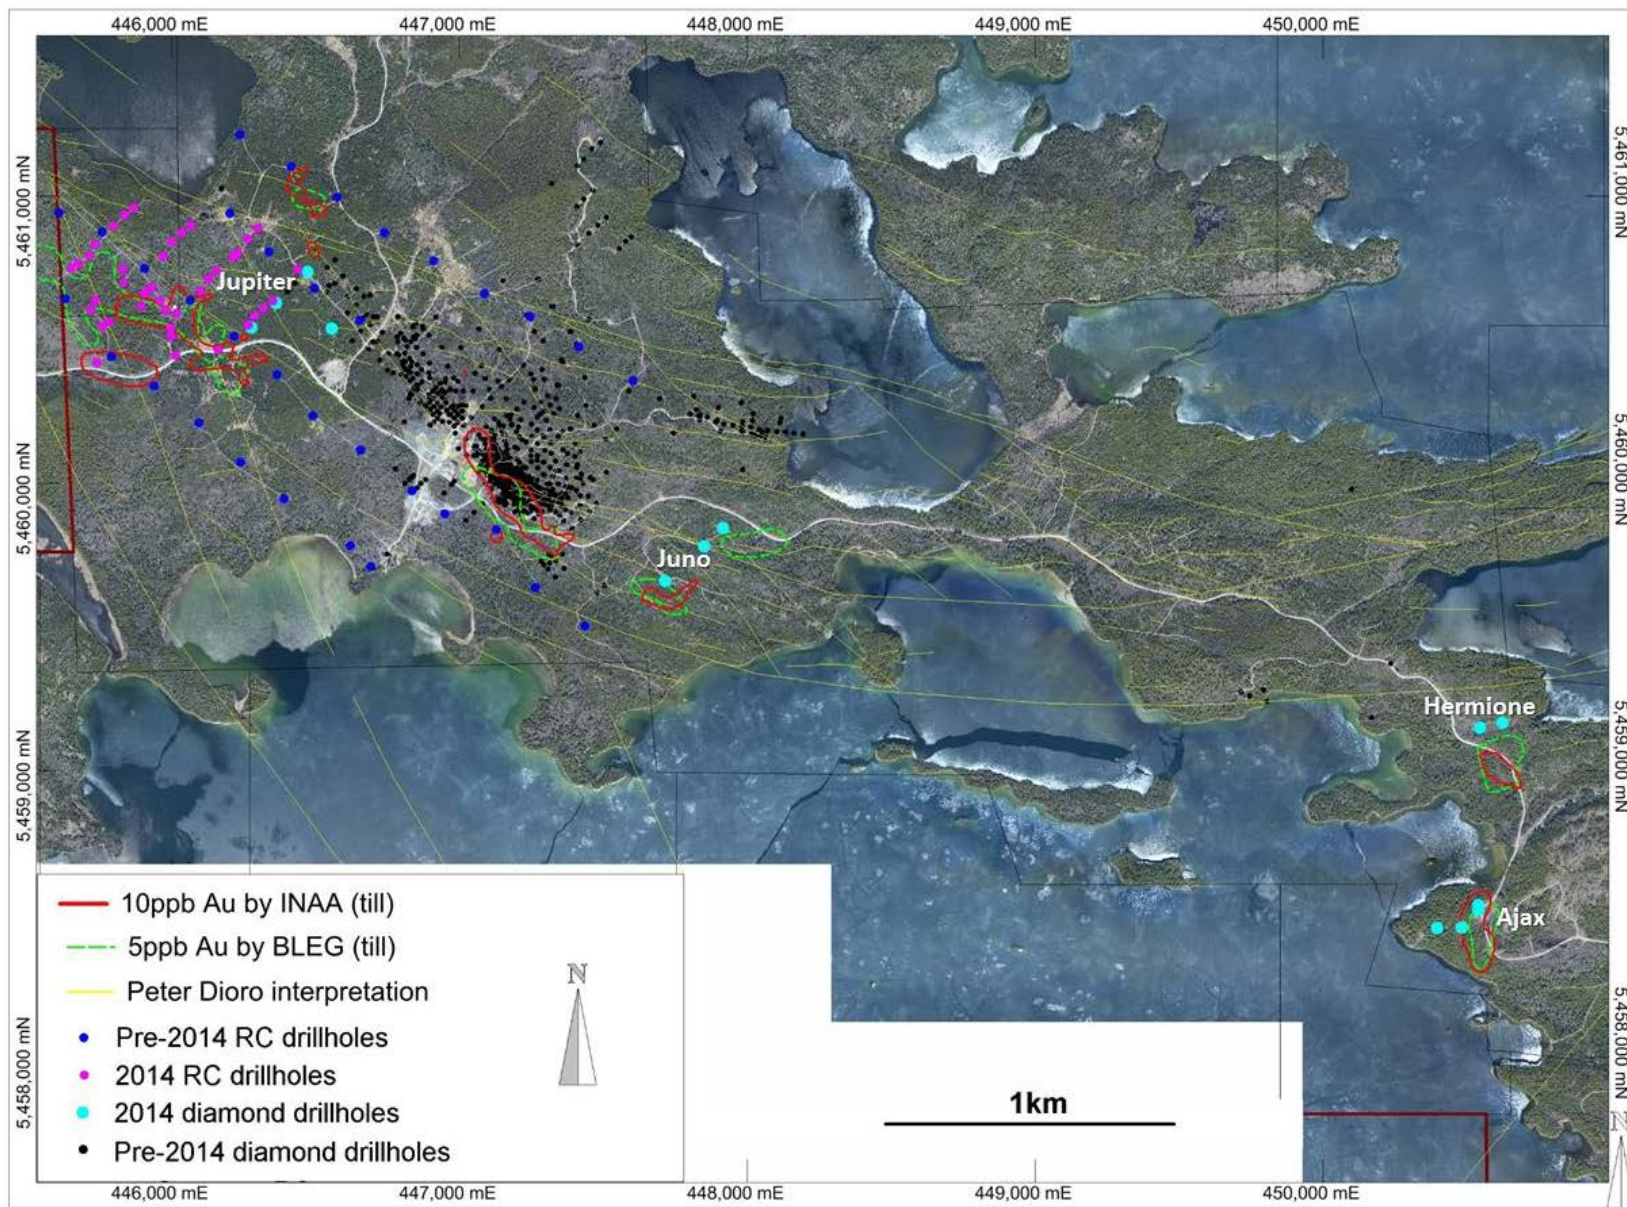 446,000 mE 447,000 mE 448,000 mE 449,000 mE 450,000 mE
5,461,000 mN
5,461,000 mN
Jupiter
5,460,000 mN
5,460,000 mN
Juno
Hermione
5,459,000 mN
5,459,000 mN
10ppb Au by INAA (till)
Ajax
5ppb Au by BLEG (till)
N
Peter Dioro interpretation
5,458,000 mN
5,458,000 mN
Pre-2014 RC drillholes
2014 RC drillholes
1km
2014 diamond drillholes
N
Pre-2014 diamond drillholes
446,000 mE 447,000 mE 448,000 mE 449,000 mE 450,000 mE